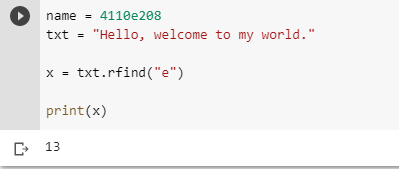 name = 4110e208
txt = "Hello, welcome to my world."
x = txt.rfind("e")
print(x)
13